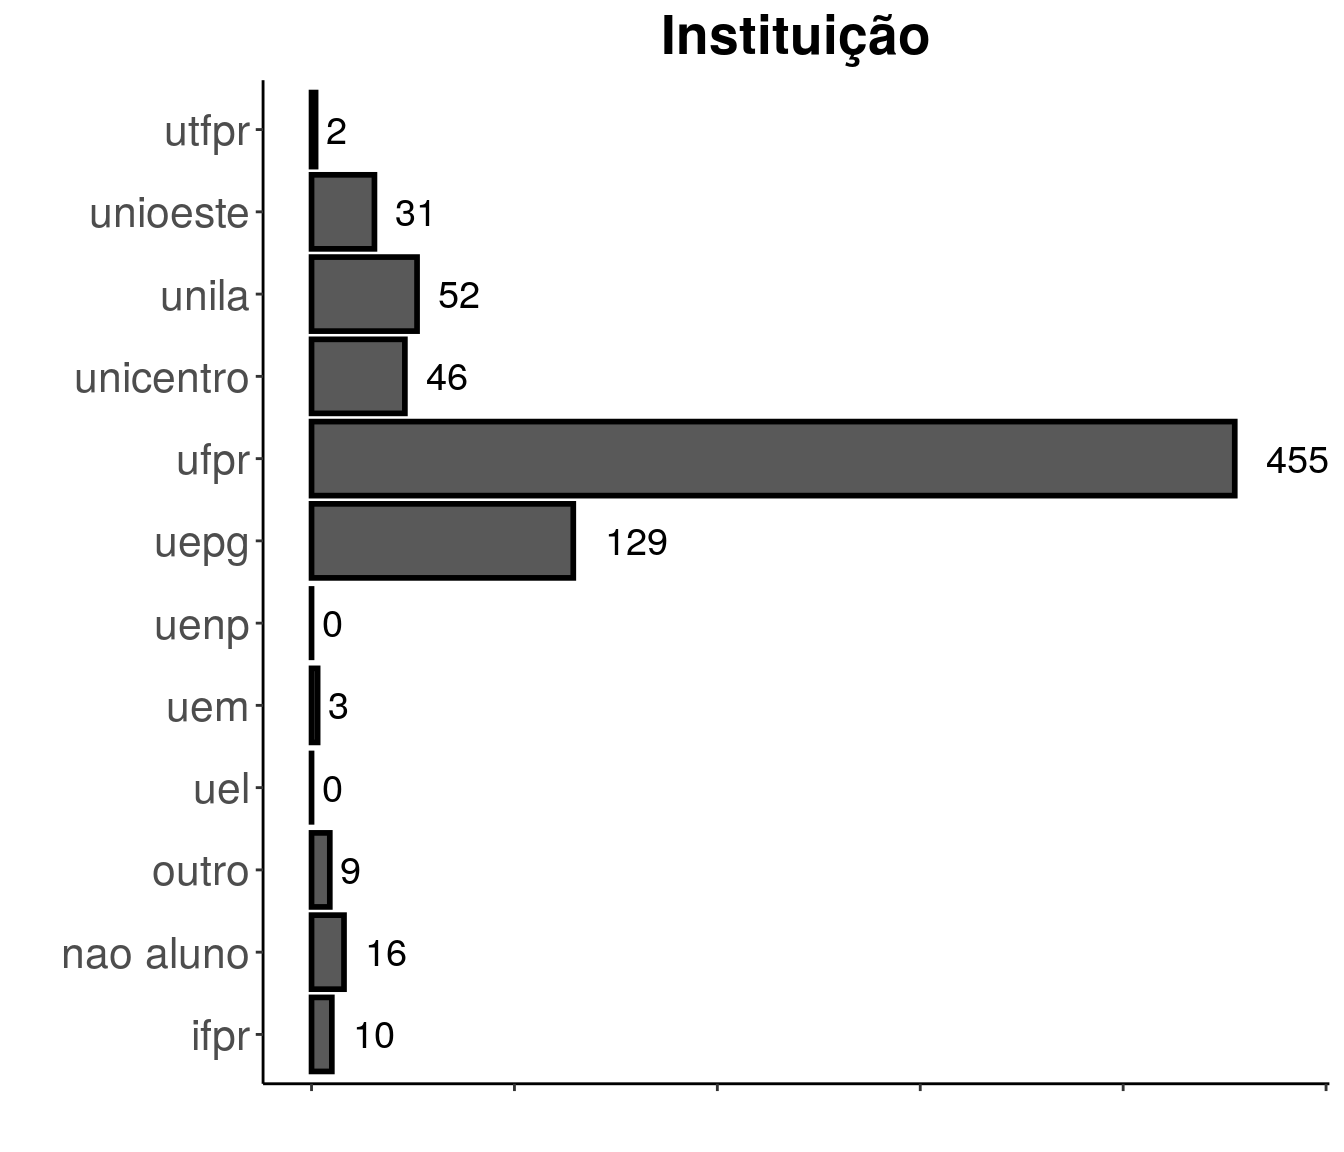 Instituição
utfpr 2
unioeste 31
unila 52
unicentro 46
ufpr 455
uepg 129
uenp 0
uem 3
uel 0
outro 9
nao aluno 16
ifpr 10